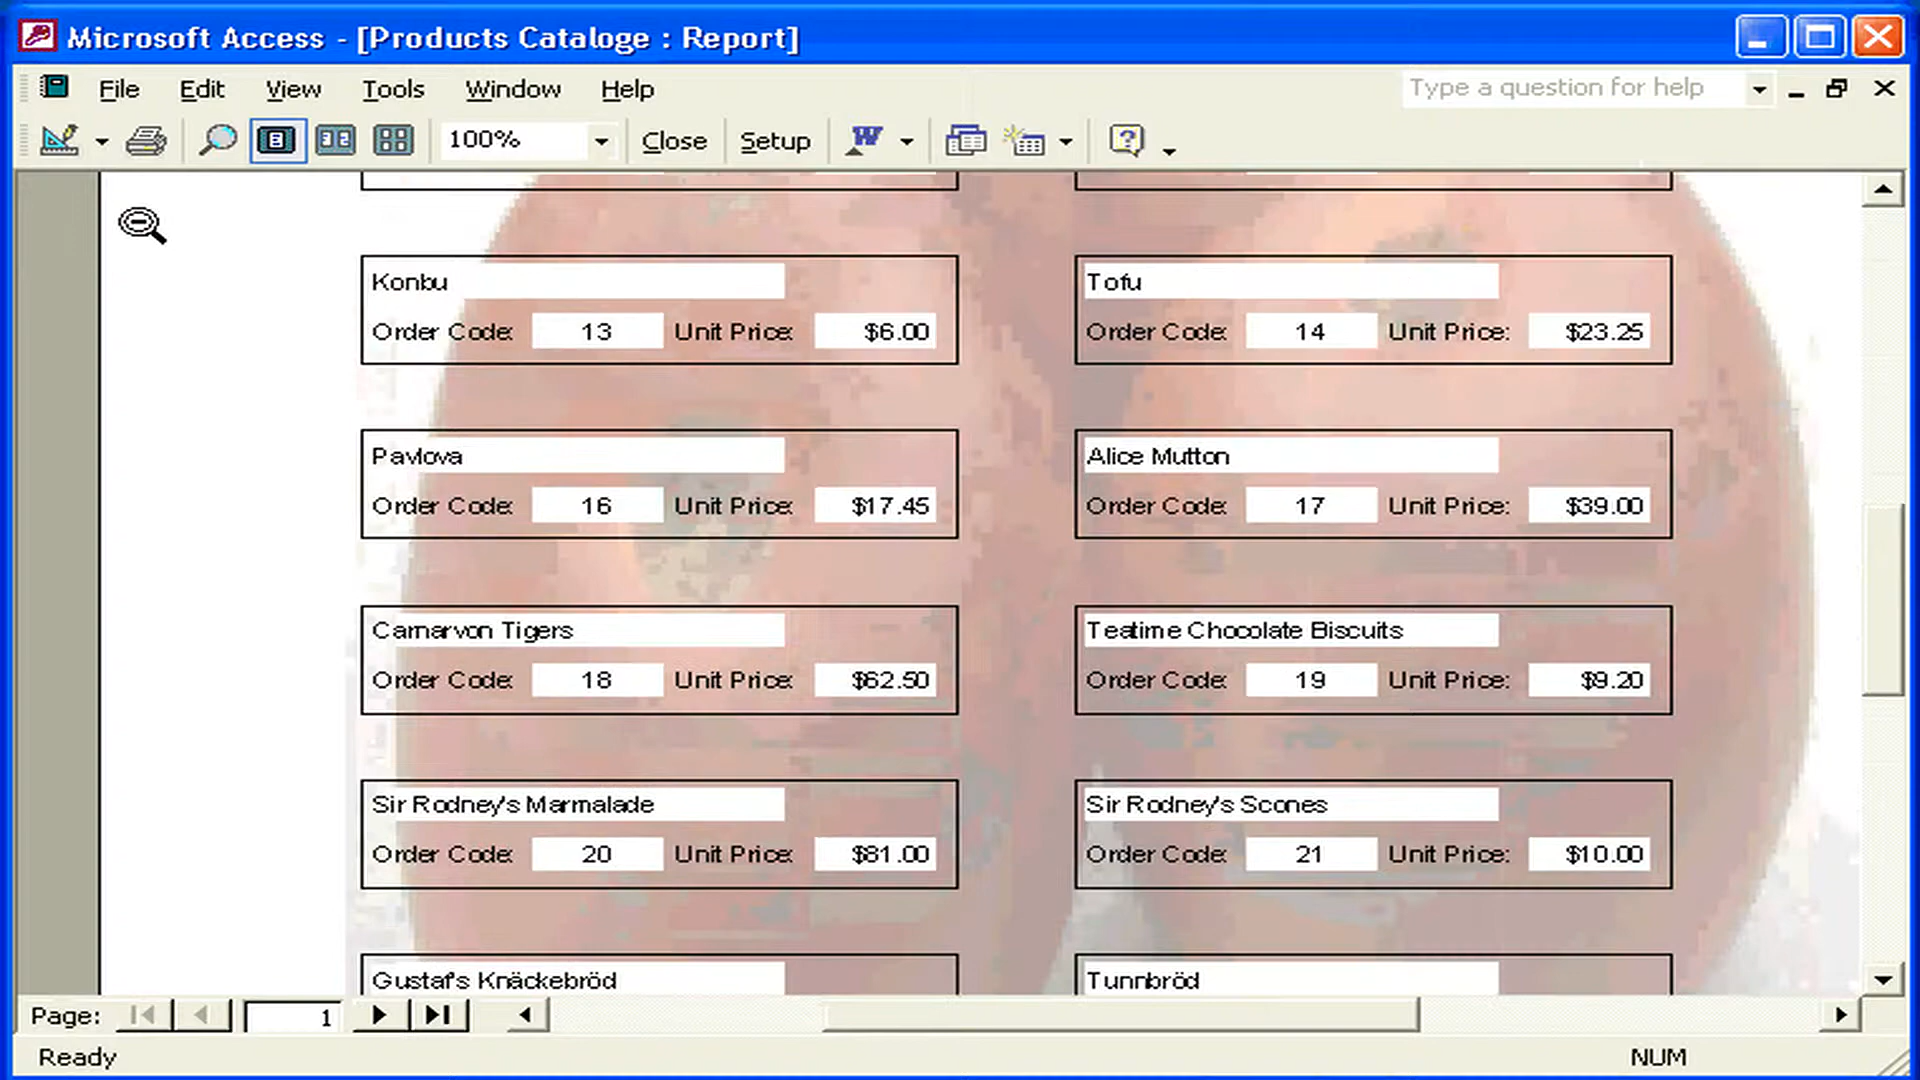 Microsoft Access - [Products Cataloge : Report]
File Edit View Tools Window Help Type a question for help
100% Close Setup
Konbu Tofu
Order Code: 13 Unit Price: $6.00 Order Code: 14 Unit Price: $23.25
Pavlova Alice Mutton
Order Code: 16 Unit Price: $17.45 Order Code: 17 Unit Price: $39.00
Carnarvon Tigers Teatime Chocolate Biscuits
Order Code: 18 Unit Price: $62.50 Order Code: 19 Unit Price: $9.20
Sir Rodney's Marmalade Sir Rodney's Scones
Order Code: 20 Unit Price: $81.00 Order Code: 21 Unit Price: $10.00
Gustaf's Knäckebröd Tunnbröd
Page: 1
Ready NUM